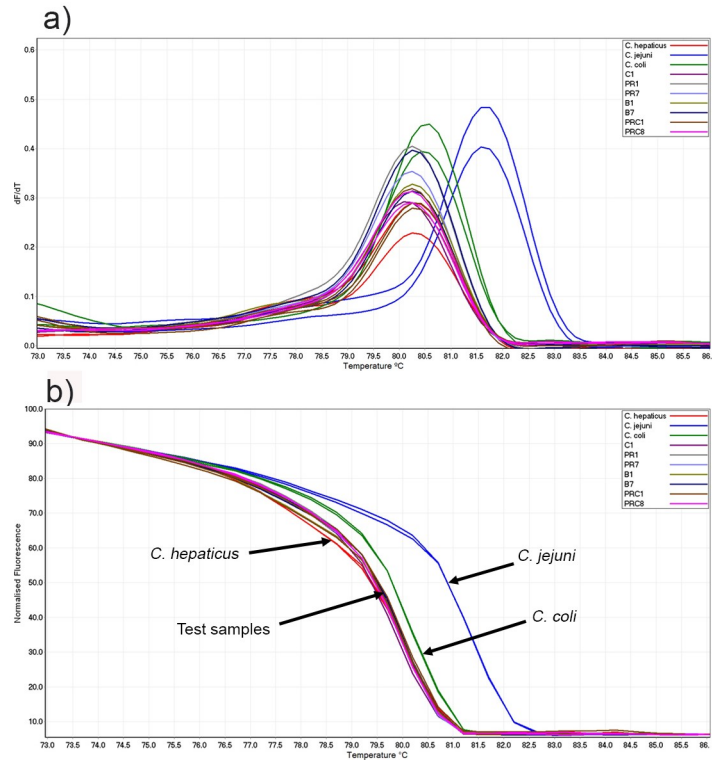 a)
0.6
0.5
0.4
0.3
0.2
0.1
0.0
dF/dT
C. hepaticus
C. jejuni
C. coli
C1
PR1
PR7
B1
B7
PRC1
PRC8
73.0 73.5 74.0 74.5 75.0 75.5 76.0 76.5 77.0 77.5 78.0 78.5 79.0 79.5 80.0 80.5 81.0 81.5 82.0 82.5 83.0 83.5 84.0 84.5 85.0 85.5 86.
Temperature ºC
b)
100.0
90.0
80.0
70.0
60.0
50.0
40.0
30.0
20.0
10.0
Normalised Fluorescence
C. hepaticus
C. jejuni
C. coli
C1
PR1
PR7
B1
B7
PRC1
PRC8
C. hepaticus
C. jejuni
Test samples
C. coli
73.0 73.5 74.0 74.5 75.0 75.5 76.0 76.5 77.0 77.5 78.0 78.5 79.0 79.5 80.0 80.5 81.0 81.5 82.0 82.5 83.0 83.5 84.0 84.5 85.0 85.5 86.
Temperature °C